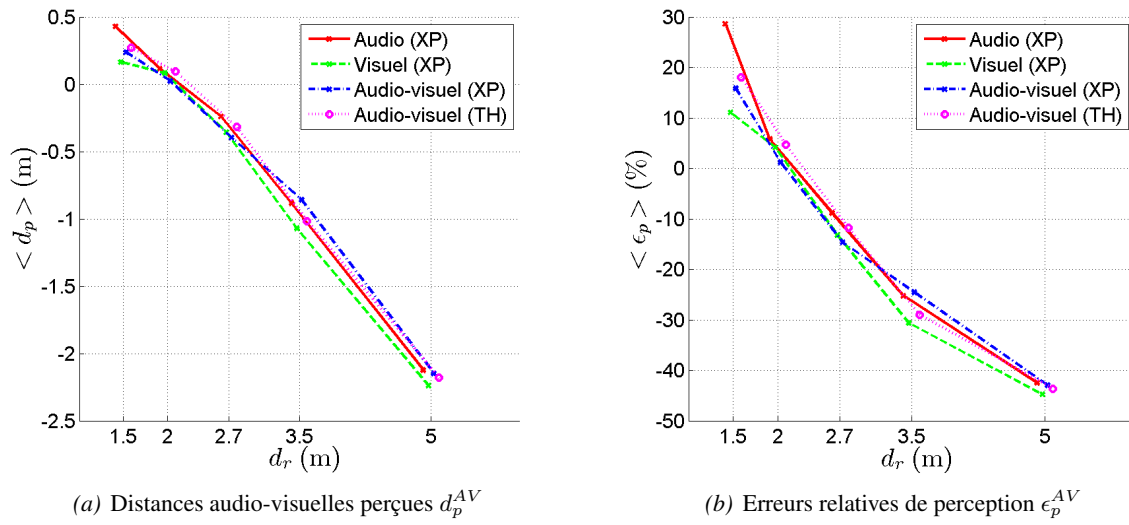 0.5
0
-0.5
-1
-1.5
-2
-2.5
< d_p > (m)
1.5 2 2.7 3.5 5
d_r (m)
Audio (XP)
Visuel (XP)
Audio-visuel (XP)
Audio-visuel (TH)
(a) Distances audio-visuelles perçues d_p^{AV}
30
20
10
0
-10
-20
-30
-40
-50
< ϵ_p > (%)
1.5 2 2.7 3.5 5
d_r (m)
Audio (XP)
Visuel (XP)
Audio-visuel (XP)
Audio-visuel (TH)
(b) Erreurs relatives de perception ϵ_p^{AV}